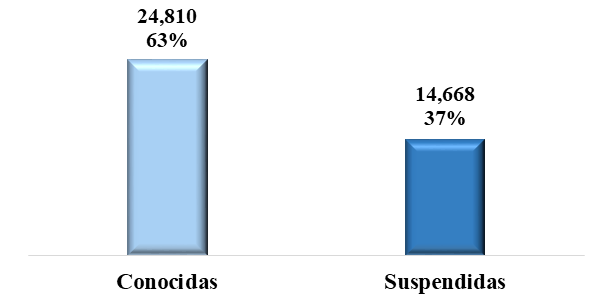 24,810
63%
14,668
37%
Conocidas
Suspendidas